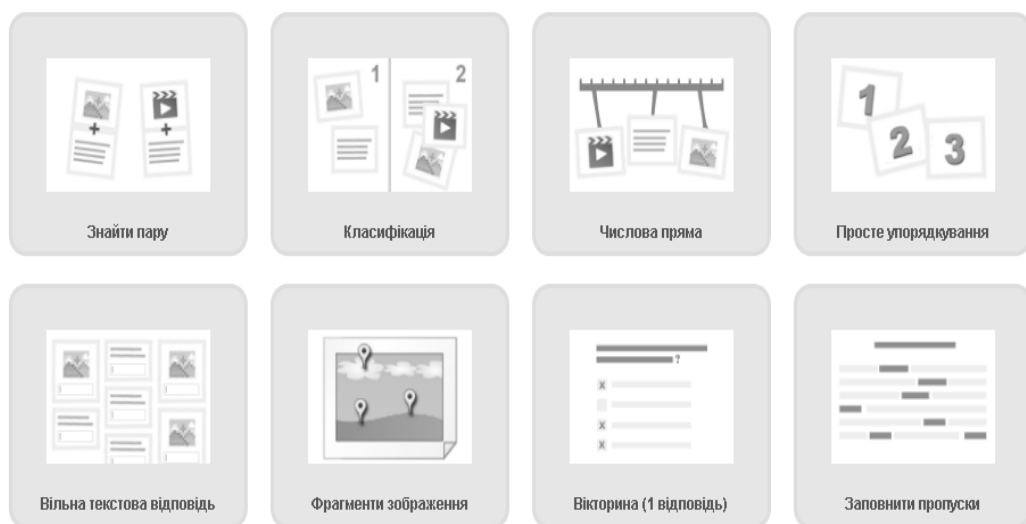 1
2
1
2
3
Знайти пару
Класифікація
Числова пряма
Просте упорядкування
?
X
X
X
Вільна текстова відповідь
Фрагменти зображення
Вікторина (1 відповідь)
Заповнити пропуски